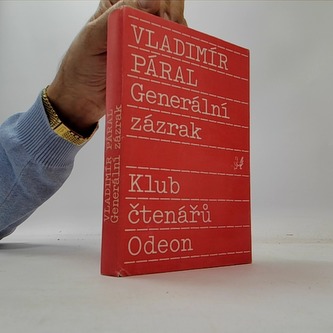 VLADIMÍR
PÁRAL
Generální
zázrak
Klub
čtenářů
Odeon
VLADIMÍR PÁRAL
Generální zázrak